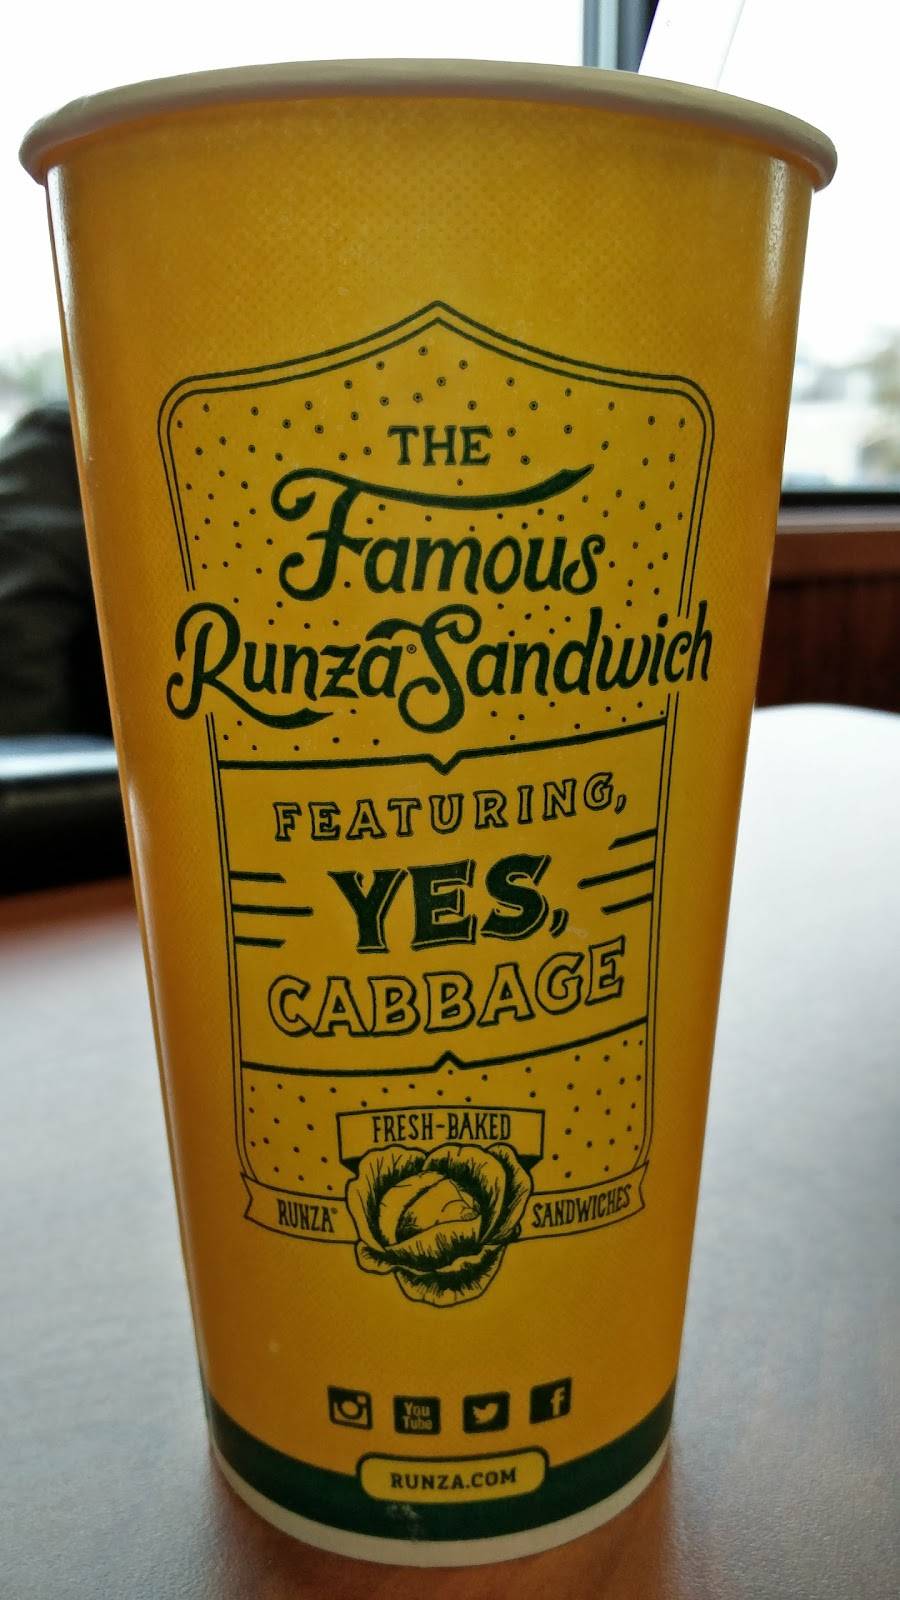 THE
Famous
Runza® Sandwich
FEATURING,
YES,
CABBAGE
FRESH-BAKED
RUNZA® SANDWICHES
You
Tube
f
RUNZA.COM